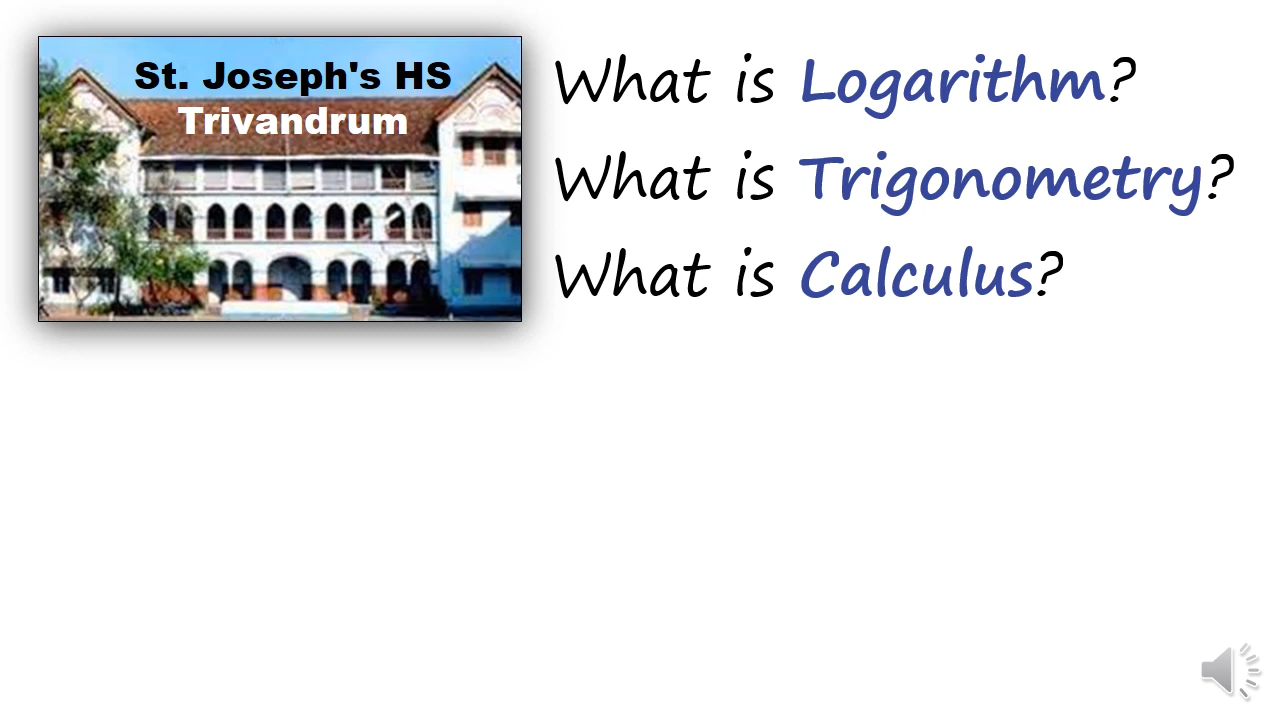 St. Joseph's HS
Trivandrum
What is Logarithm?
What is Trigonometry?
What is Calculus?